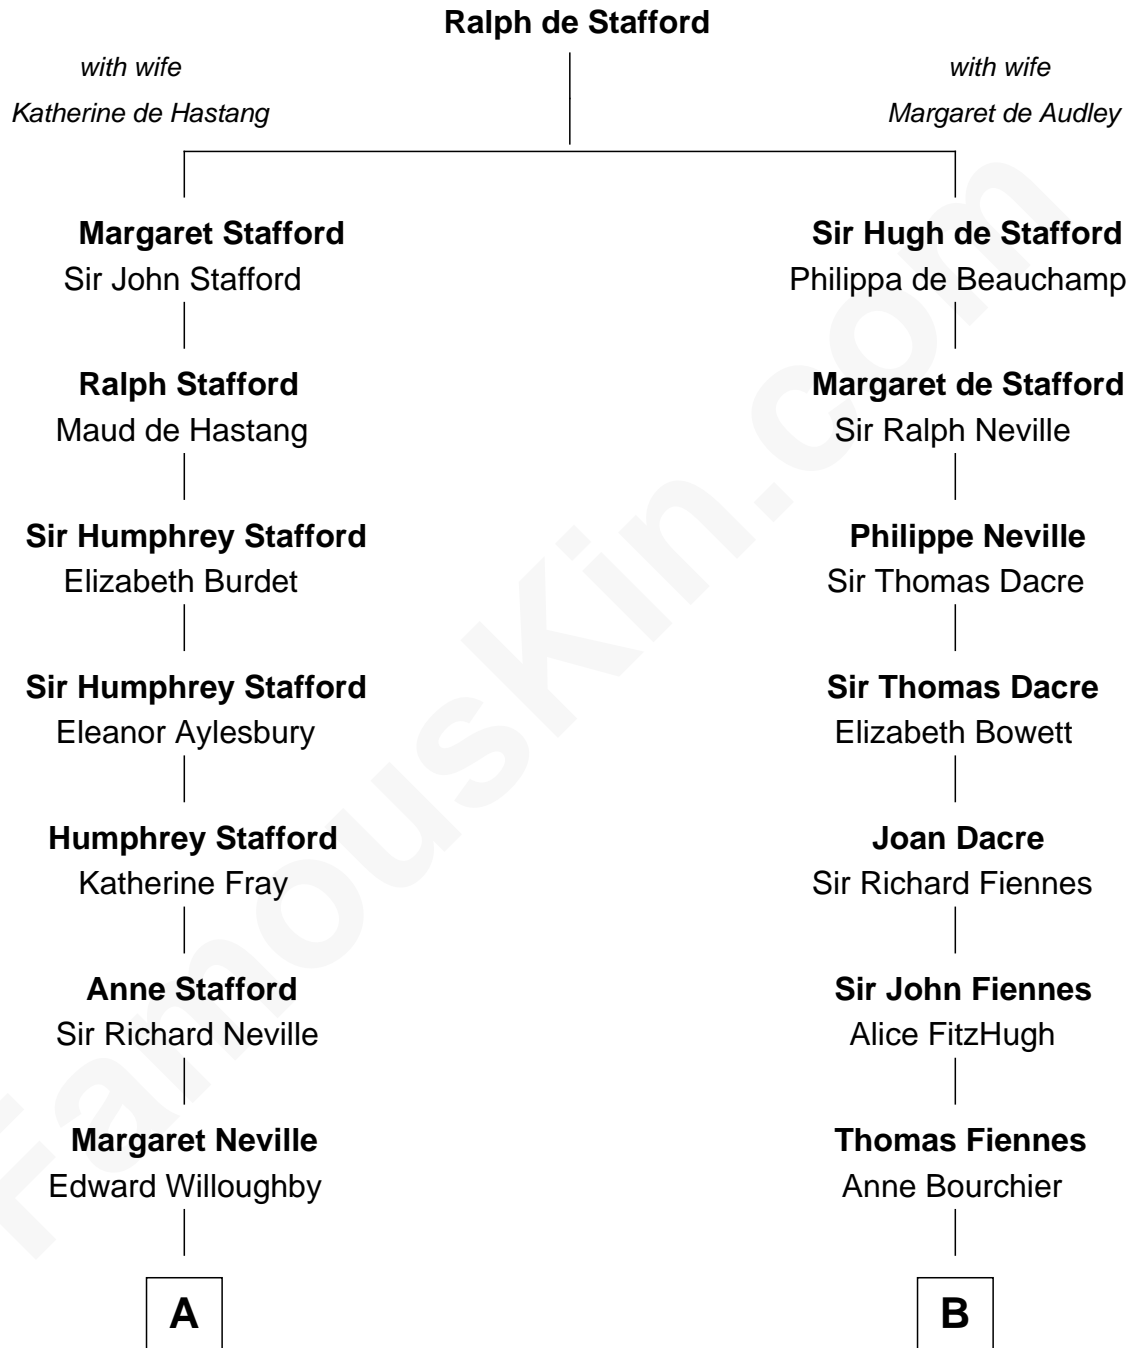 Ralph de Stafford
with wife
Katherine de Hastang
with wife
Margaret de Audley
Margaret Stafford
Sir John Stafford
Sir Hugh de Stafford
Philippa de Beauchamp
Ralph Stafford
Maud de Hastang
Margaret de Stafford
Sir Ralph Neville
Sir Humphrey Stafford
Elizabeth Burdet
Philippe Neville
Sir Thomas Dacre
Sir Humphrey Stafford
Eleanor Aylesbury
Sir Thomas Dacre
Elizabeth Bowett
Humphrey Stafford
Katherine Fray
Joan Dacre
Sir Richard Fiennes
Anne Stafford
Sir Richard Neville
Sir John Fiennes
Alice FitzHugh
Margaret Neville
Edward Willoughby
Thomas Fiennes
Anne Bourchier
A
B
FamousKin.com